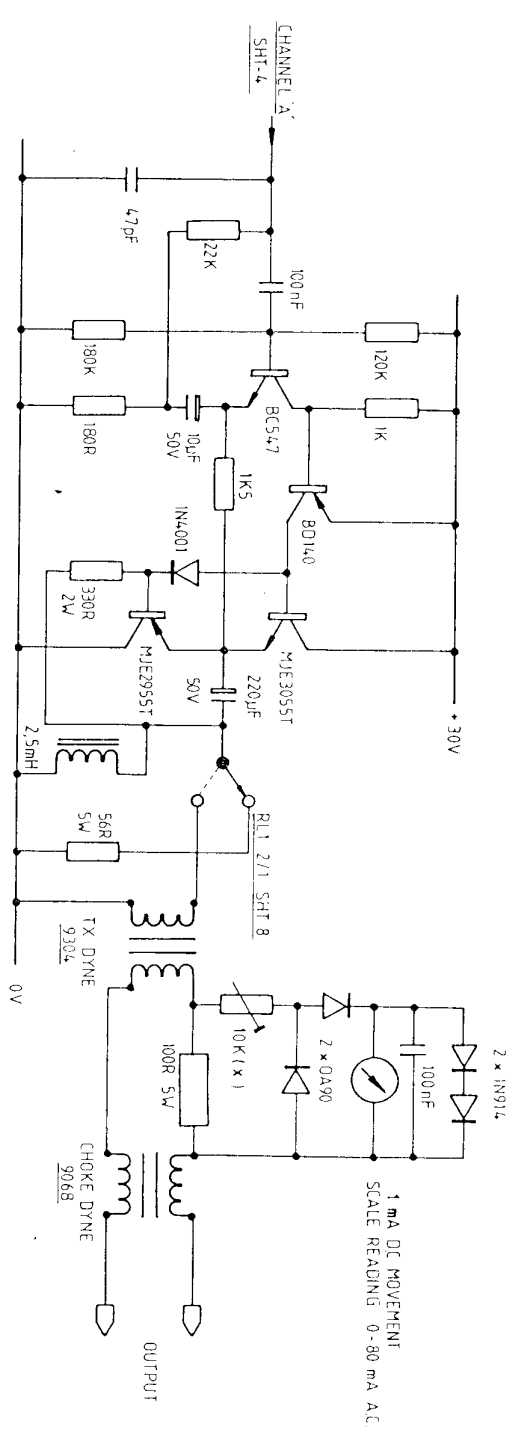 CHANNEL 'A'
SHT-4
47pF
22K
100nF
180K
120K
180R
10µF
50V
BC547
1K
1K5
BD140
1N4001
330R
2W
MJE2955T
MJE3055T
220µF
50V
+30V
2,5mH
56R
5W
RL1 2/1 SHT 8
0V
TX DYNE
9304
10K (x)
100R 5W
2 x OA90
100nF
2 x 1N914
CHOKE DYNE
9068
1 mA DC MOVEMENT
SCALE READING 0-80 mA A.C.
OUTPUT